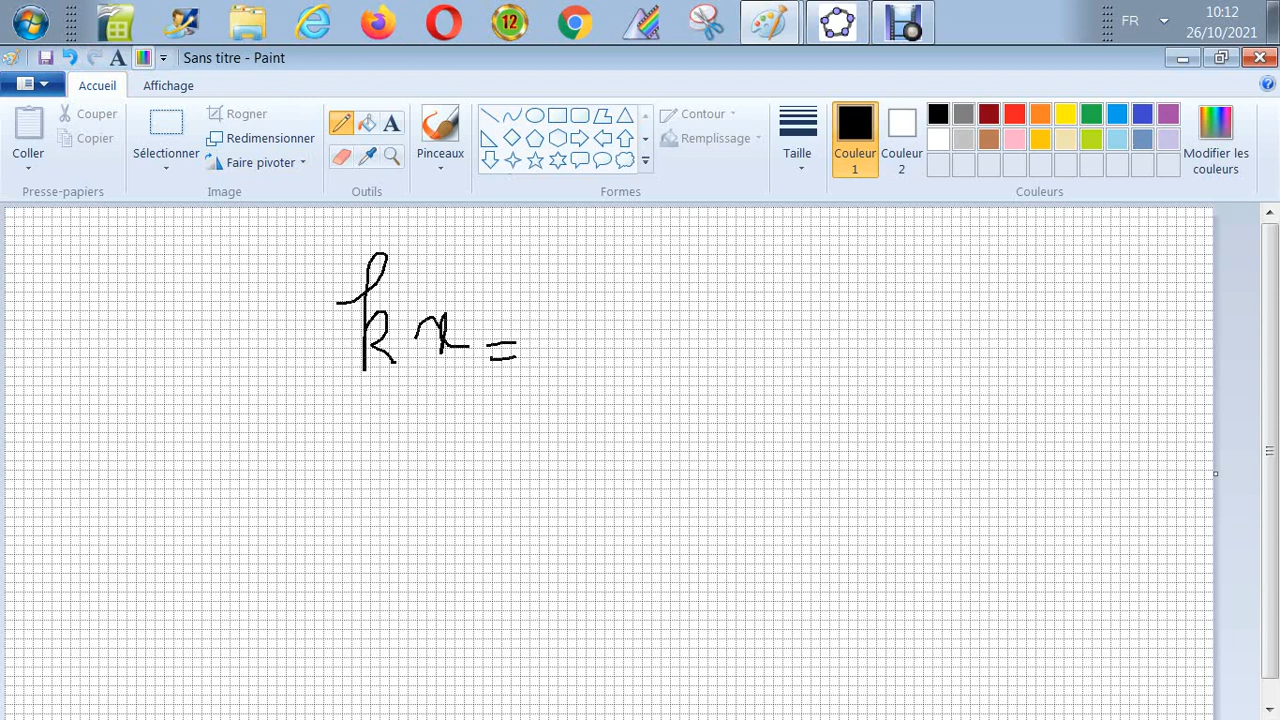 12
FR
10:12
26/10/2021
A
Sans titre - Paint
Accueil
Affichage
Coller
Couper
Copier
Presse-papiers
Sélectionner
Rogner
Redimensionner
Faire pivoter
Image
A
Outils
Pinceaux
Contour
Remplissage
Formes
Taille
Couleur 1
Couleur 2
Modifier les couleurs
Couleurs
k x =